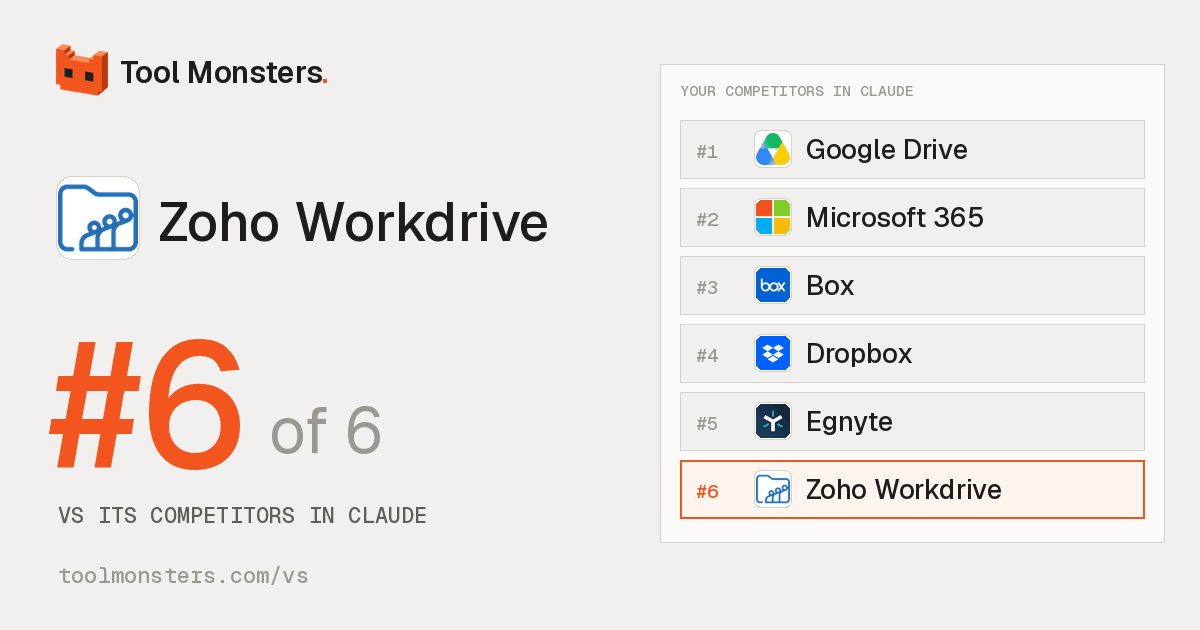 Tool Monsters.
Zoho Workdrive
#6 of 6
VS ITS COMPETITORS IN CLAUDE
toolmonsters.com/vs
YOUR COMPETITORS IN CLAUDE
#1 Google Drive
#2 Microsoft 365
#3 box Box
#4 Dropbox
#5 Egnyte
#6 Zoho Workdrive